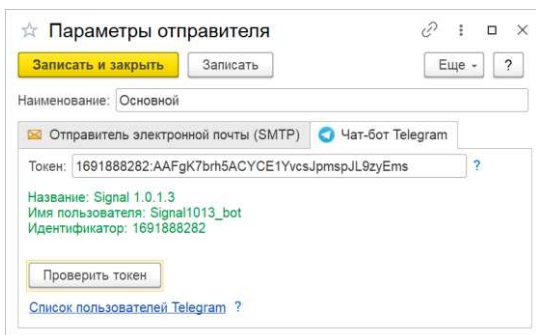 Параметры отправителя
Записать и закрыть Записать Еще ?
Наименование: Основной
Отправитель электронной почты (SMTP) Чат-бот Telegram
Токен: 1691888282:AAFgK7brh5ACYCE1YvcsJpmspJL9zyEms ?
Название: Signal 1.0.1.3
Имя пользователя: Signal1013_bot
Идентификатор: 1691888282
Проверить токен
Список пользователей Telegram ?